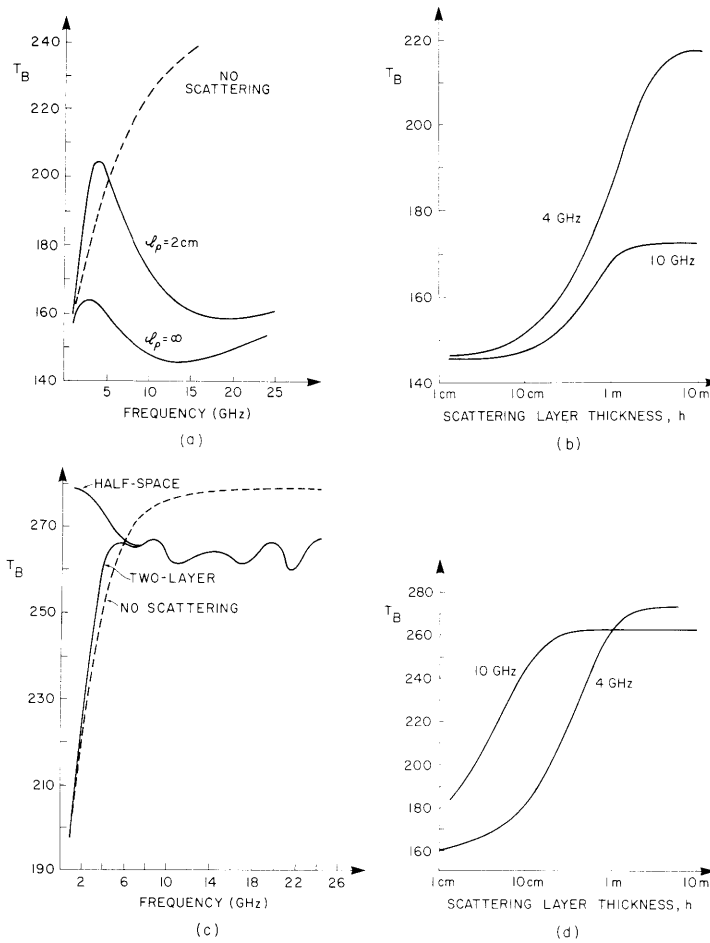 240
T_B
220
200
180
160
140
NO
SCATTERING
ℓρ=2cm
ℓρ=∞
5
10
15
20
25
FREQUENCY (GHz)
(a)
220
T_B
200
180
160
140
4 GHz
10 GHz
1 cm
10 cm
1 m
10 m
SCATTERING LAYER THICKNESS, h
(b)
HALF-SPACE
270
T_B
250
230
210
190
TWO-LAYER
NO SCATTERING
2
6
10
14
18
22
26
FREQUENCY (GHz)
(c)
280
T_B
260
240
220
200
180
160
10 GHz
4 GHz
1 cm
10 cm
1 m
10 m
SCATTERING LAYER THICKNESS, h
(d)